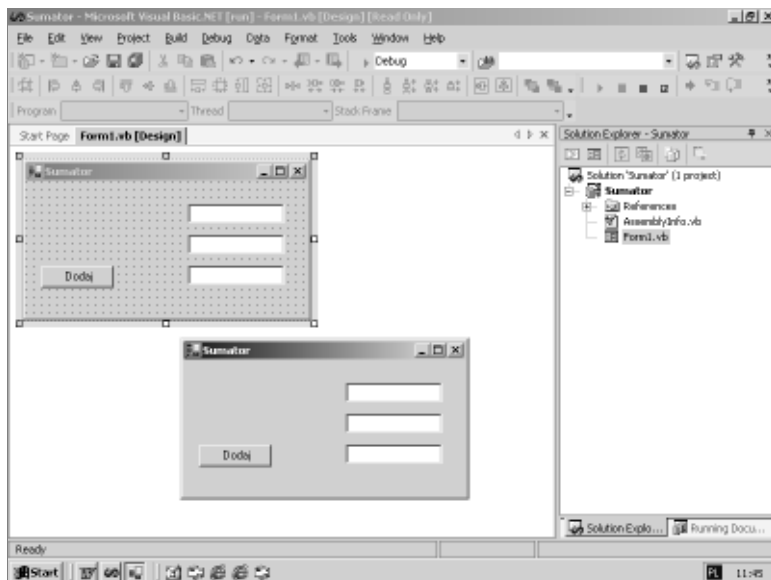 Sumator - Microsoft Visual Basic.NET [run] - Form1.vb [Design] [Read Only]
File Edit View Project Build Debug Data Format Tools Window Help
Debug
Program Thread Stack Frame
Start Page Form1.vb [Design]
Solution Explorer - Sumator
Sumator
Dodaj
Sumator
Dodaj
Solution 'Sumator' (1 project)
Sumator
References
AssemblyInfo.vb
Form1.vb
Solution Explo... Running Docu...
Ready
Start PL 11:45